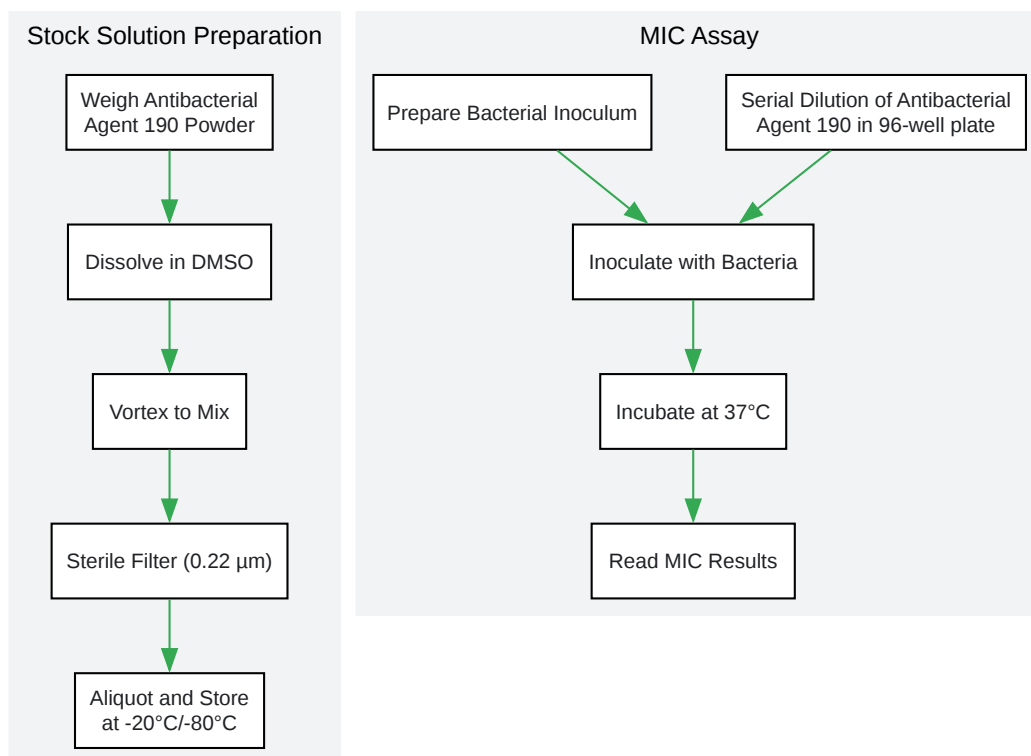 Stock Solution Preparation
Weigh Antibacterial
Agent 190 Powder
Dissolve in DMSO
Vortex to Mix
Sterile Filter (0.22 µm)
Aliquot and Store
at -20°C/-80°C
MIC Assay
Prepare Bacterial Inoculum
Serial Dilution of Antibacterial
Agent 190 in 96-well plate
Inoculate with Bacteria
Incubate at 37°C
Read MIC Results